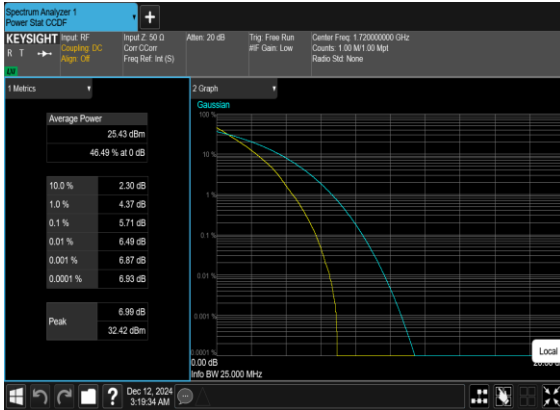 Spectrum Analyzer 1
Power Stat CCDF
+
KEYSIGHT
R T
Input: RF
Coupling: DC
Align: Off
Input Z: 50 Ω
Corr CCorr
Freq Ref: Int (S)
Atten: 20 dB
Trig: Free Run
#IF Gain: Low
Center Freq: 1.720000000 GHz
Counts: 1.00 M/1.00 Mpt
Radio Std: None
1 Metrics
Average Power
25.43 dBm
46.49 % at 0 dB
10.0 % 2.30 dB
1.0 % 4.37 dB
0.1 % 5.71 dB
0.01 % 6.49 dB
0.001 % 6.87 dB
0.0001 % 6.93 dB
Peak
6.99 dB
32.42 dBm
2 Graph
Gaussian
100 %
10 %
1 %
0.1 %
0.01 %
0.001 %
0.0001 %
0.00 dB
Info BW 25.000 MHz
Local
?
Dec 12, 2024
3:19:34 AM